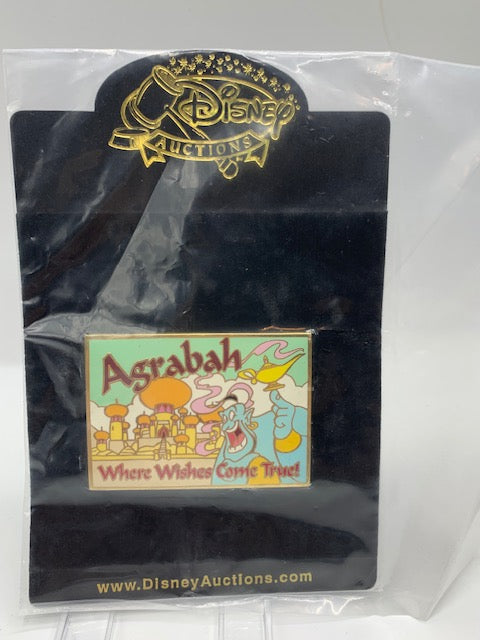 Disney
AUCTIONS
Agrabah
Where Wishes Come True!
www.DisneyAuctions.com